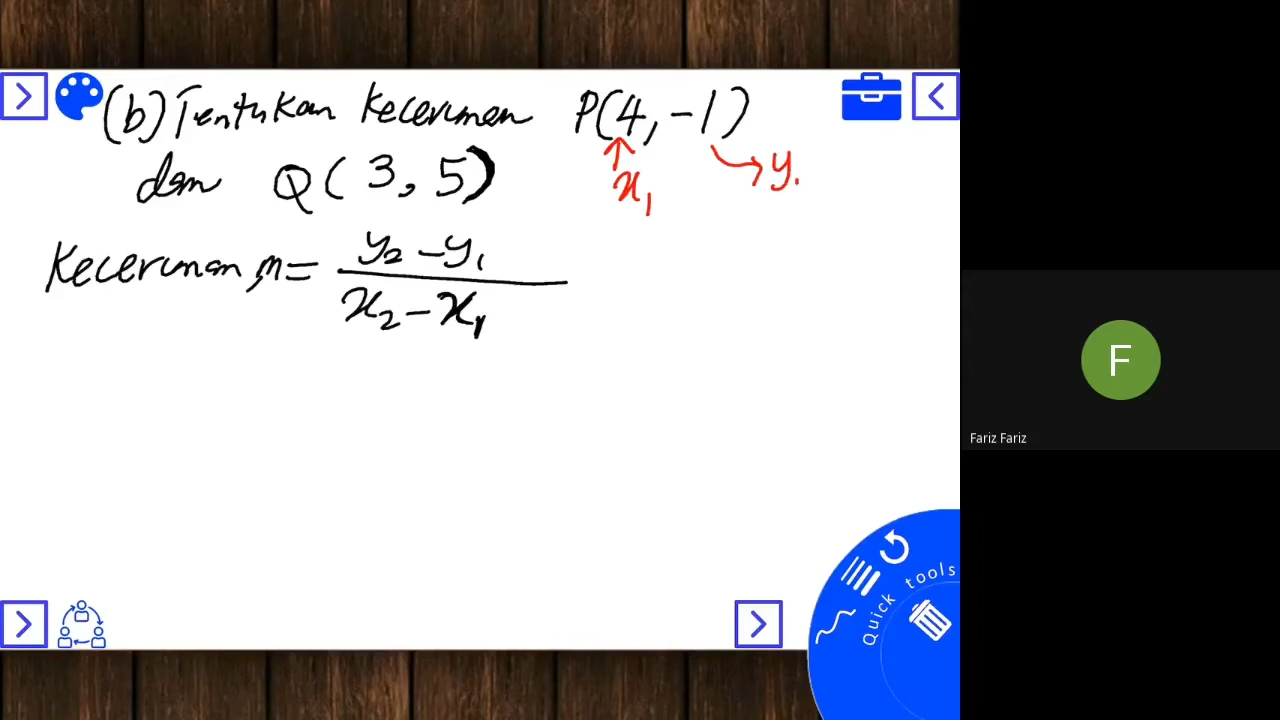 (b) Tentukan Kecerunan P(4, -1)
dan Q(3, 5)
x₁
y₁
Kecerunan, m = y₂ - y₁
x₂ - x₁
F
Fariz Fariz
Quick tools